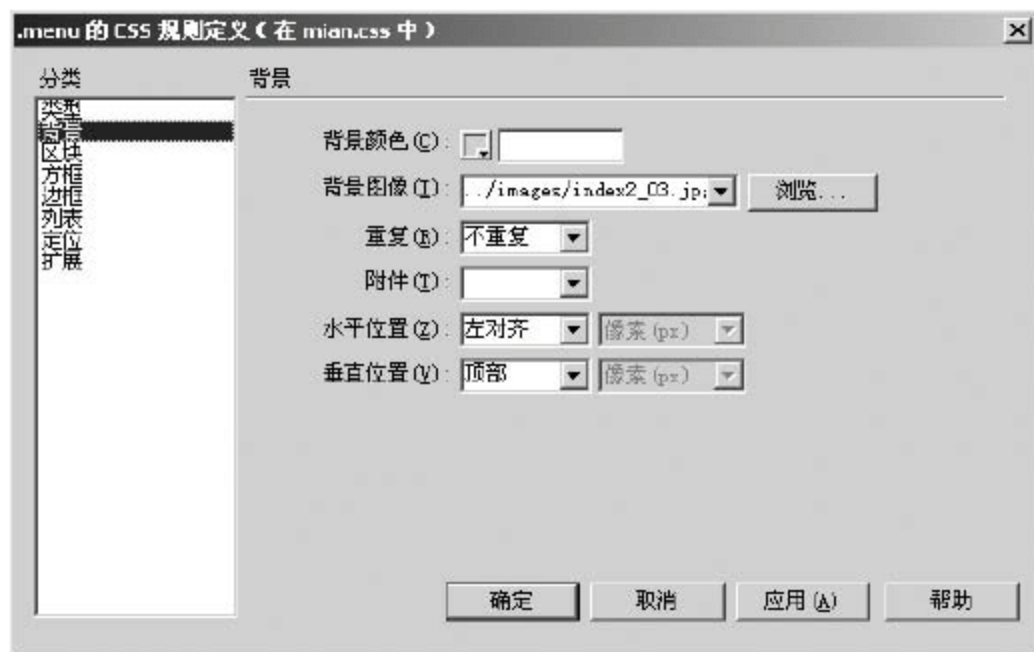 .menu 的 CSS 规则定义(在 mian.css 中)
分类
类型
背景
区块
方框
边框
列表
定位
扩展
背景
背景颜色(C):
背景图像(I): ../images/index2_03.jp 浏览...
重复(R): 不重复
附件(T):
水平位置(Z): 左对齐 像素(px)
垂直位置(V): 顶部 像素(px)
确定 取消 应用(A) 帮助